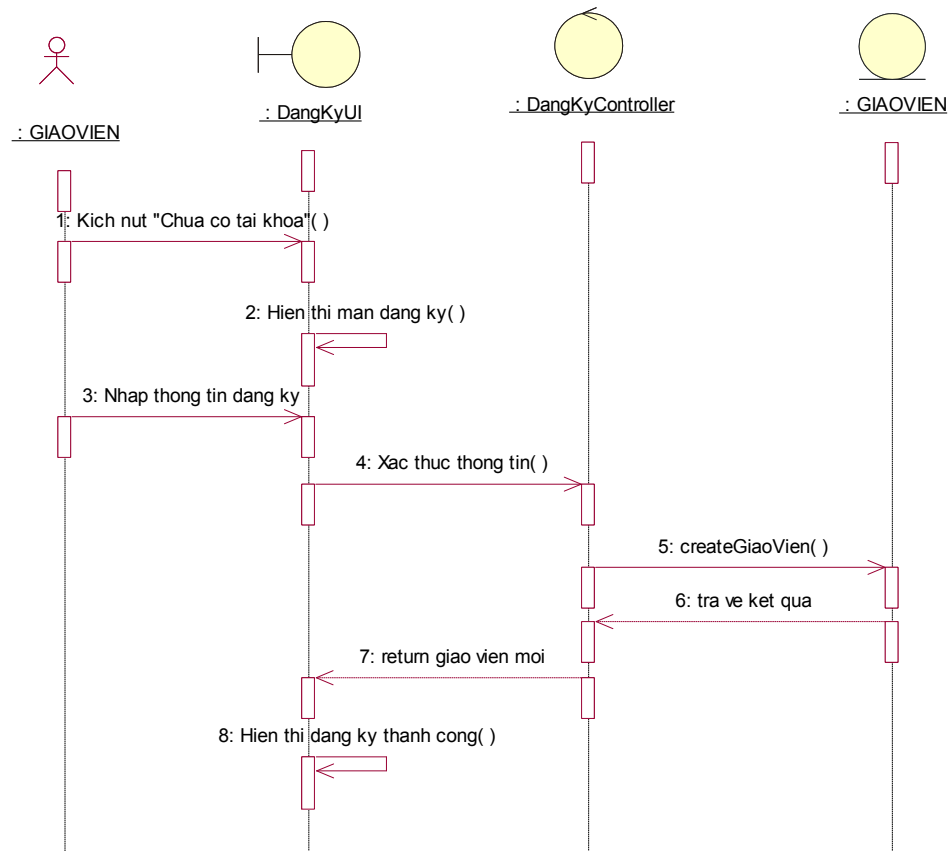 : GIAOVIEN
: DangKyUI
: DangKyController
: GIAOVIEN
1: Kich nut "Chua co tai khoa"( )
2: Hien thi man dang ky( )
3: Nhap thong tin dang ky
4: Xac thuc thong tin( )
5: createGiaoVien( )
6: tra ve ket qua
7: return giao vien moi
8: Hien thi dang ky thanh cong( )